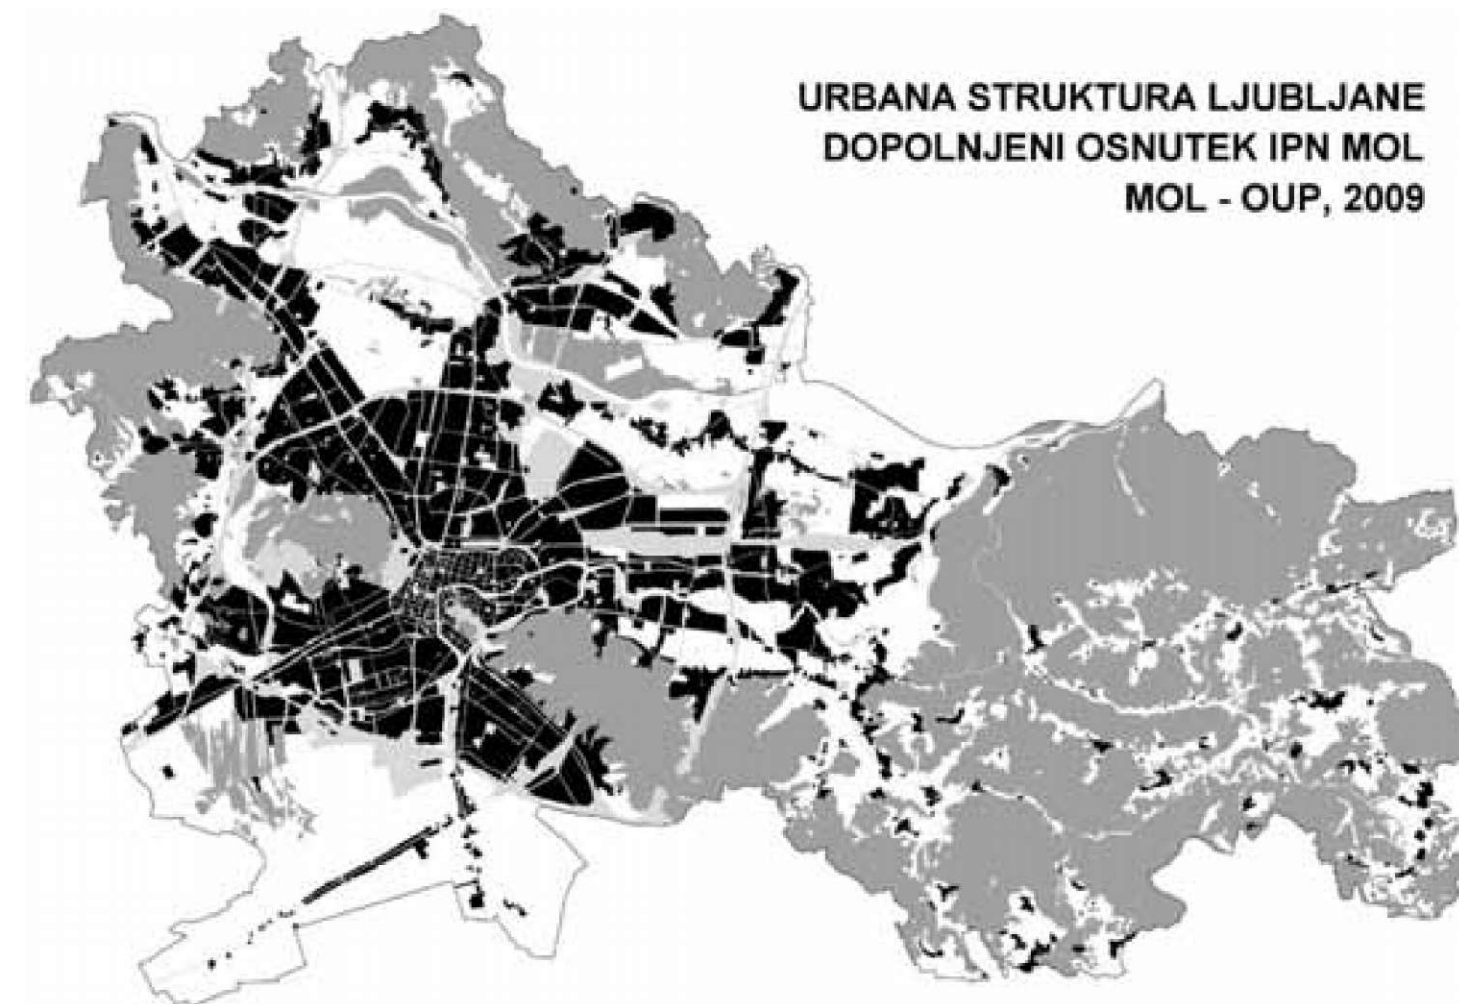 URBANA STRUKTURA LJUBLJANE
DOPOLNJENI OSNUTEK IPN MOL
MOL - OUP, 2009